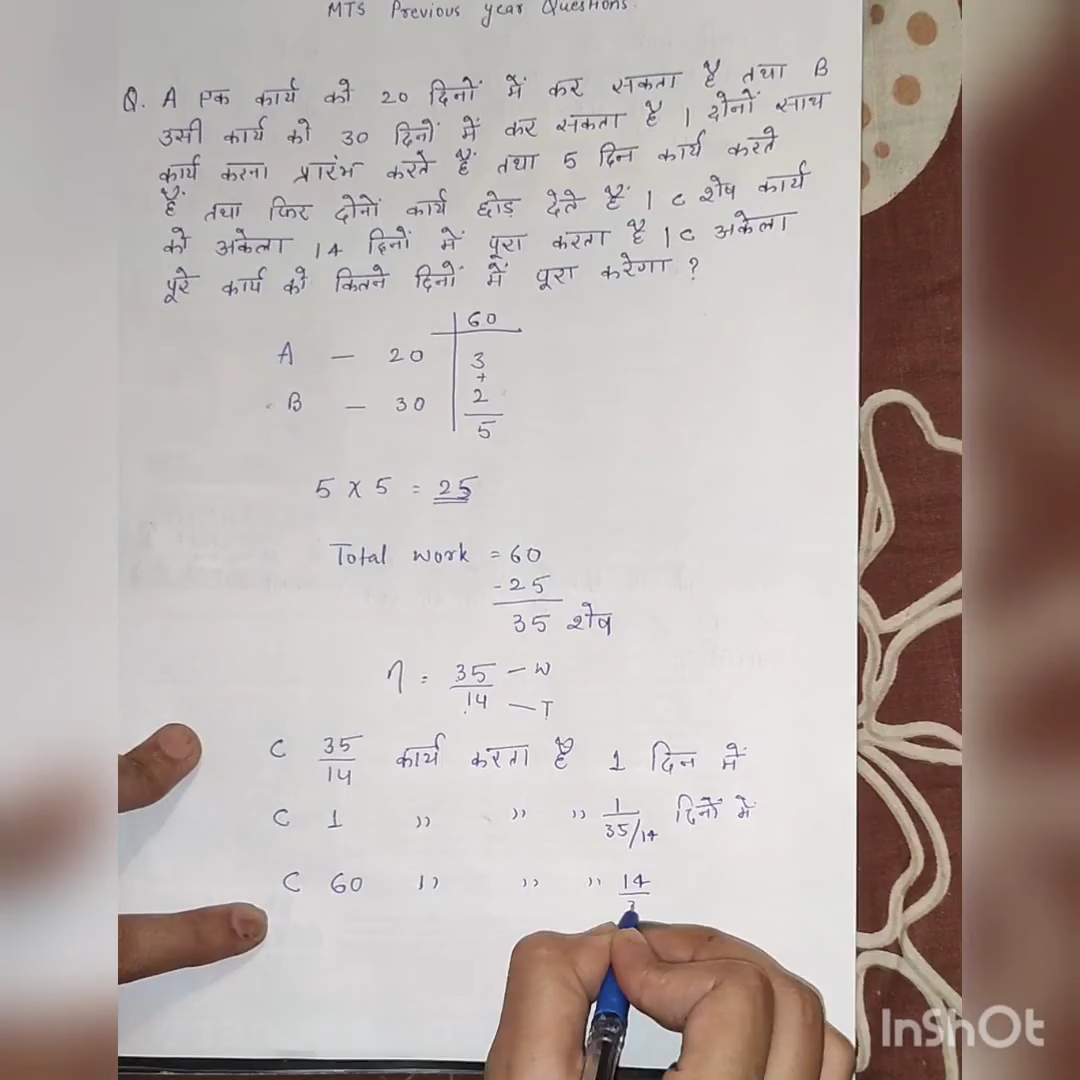 MTS Previous year Questions.
Q. A एक कार्य को 20 दिनों में कर सकता है तथा B
उसी कार्य को 30 दिनों में कर सकता है । दोनों साथ
कार्य करना प्रारंभ करते हैं तथा 5 दिन कार्य करते
हैं तथा फिर दोनों कार्य छोड़ देते हैं । C शेष कार्य
को अकेला 14 दिनों में पूरा करता है । C अकेला
पूरे कार्य को कितने दिनों में पूरा करेगा ?
60
A — 20 3
+
B — 30 2
5
5 x 5 = 25
Total work = 60
- 25
35 शेष
η = 35/14 — W — T
C 35/14 कार्य करता है 1 दिन में
C 1 ,, ,, ,, 1/35/14 दिनों में
C 60 ,, ,, ,, 14/3
InShOt